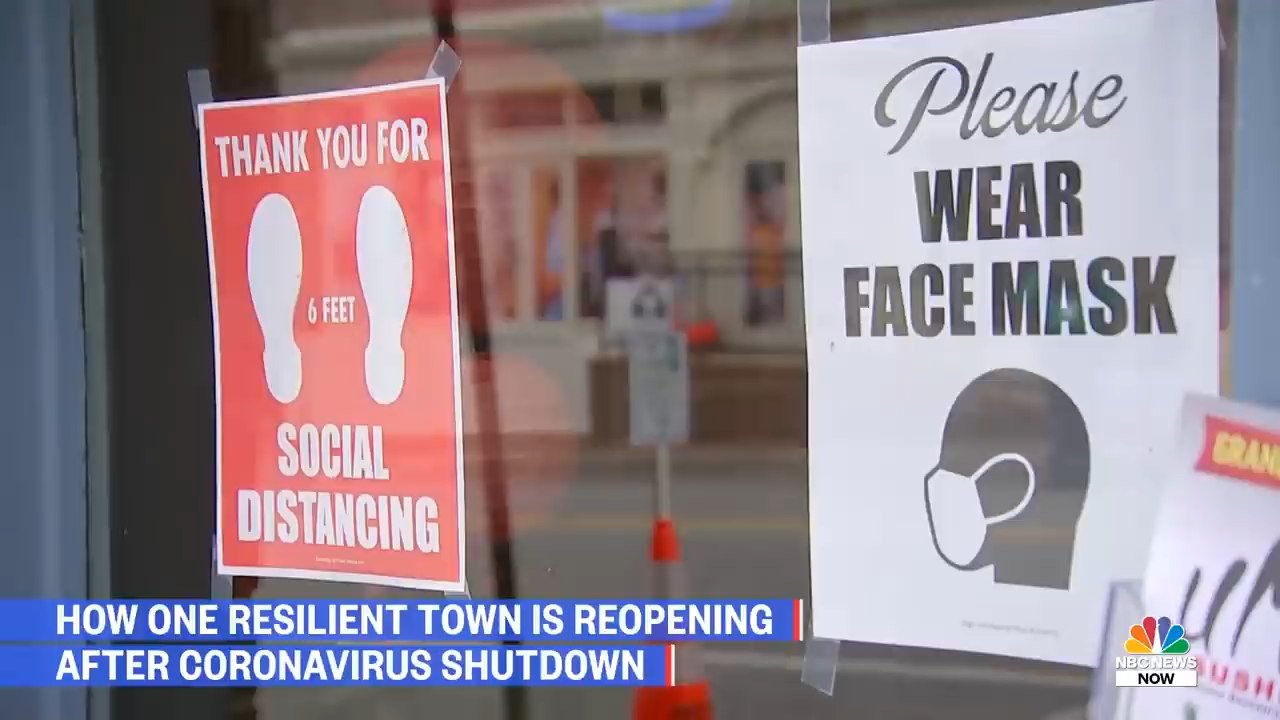 THANK YOU FOR
6 FEET
SOCIAL
DISTANCING
Please
WEAR
FACE MASK
HOW ONE RESILIENT TOWN IS REOPENING
AFTER CORONAVIRUS SHUTDOWN
NBC NEWS
NOW